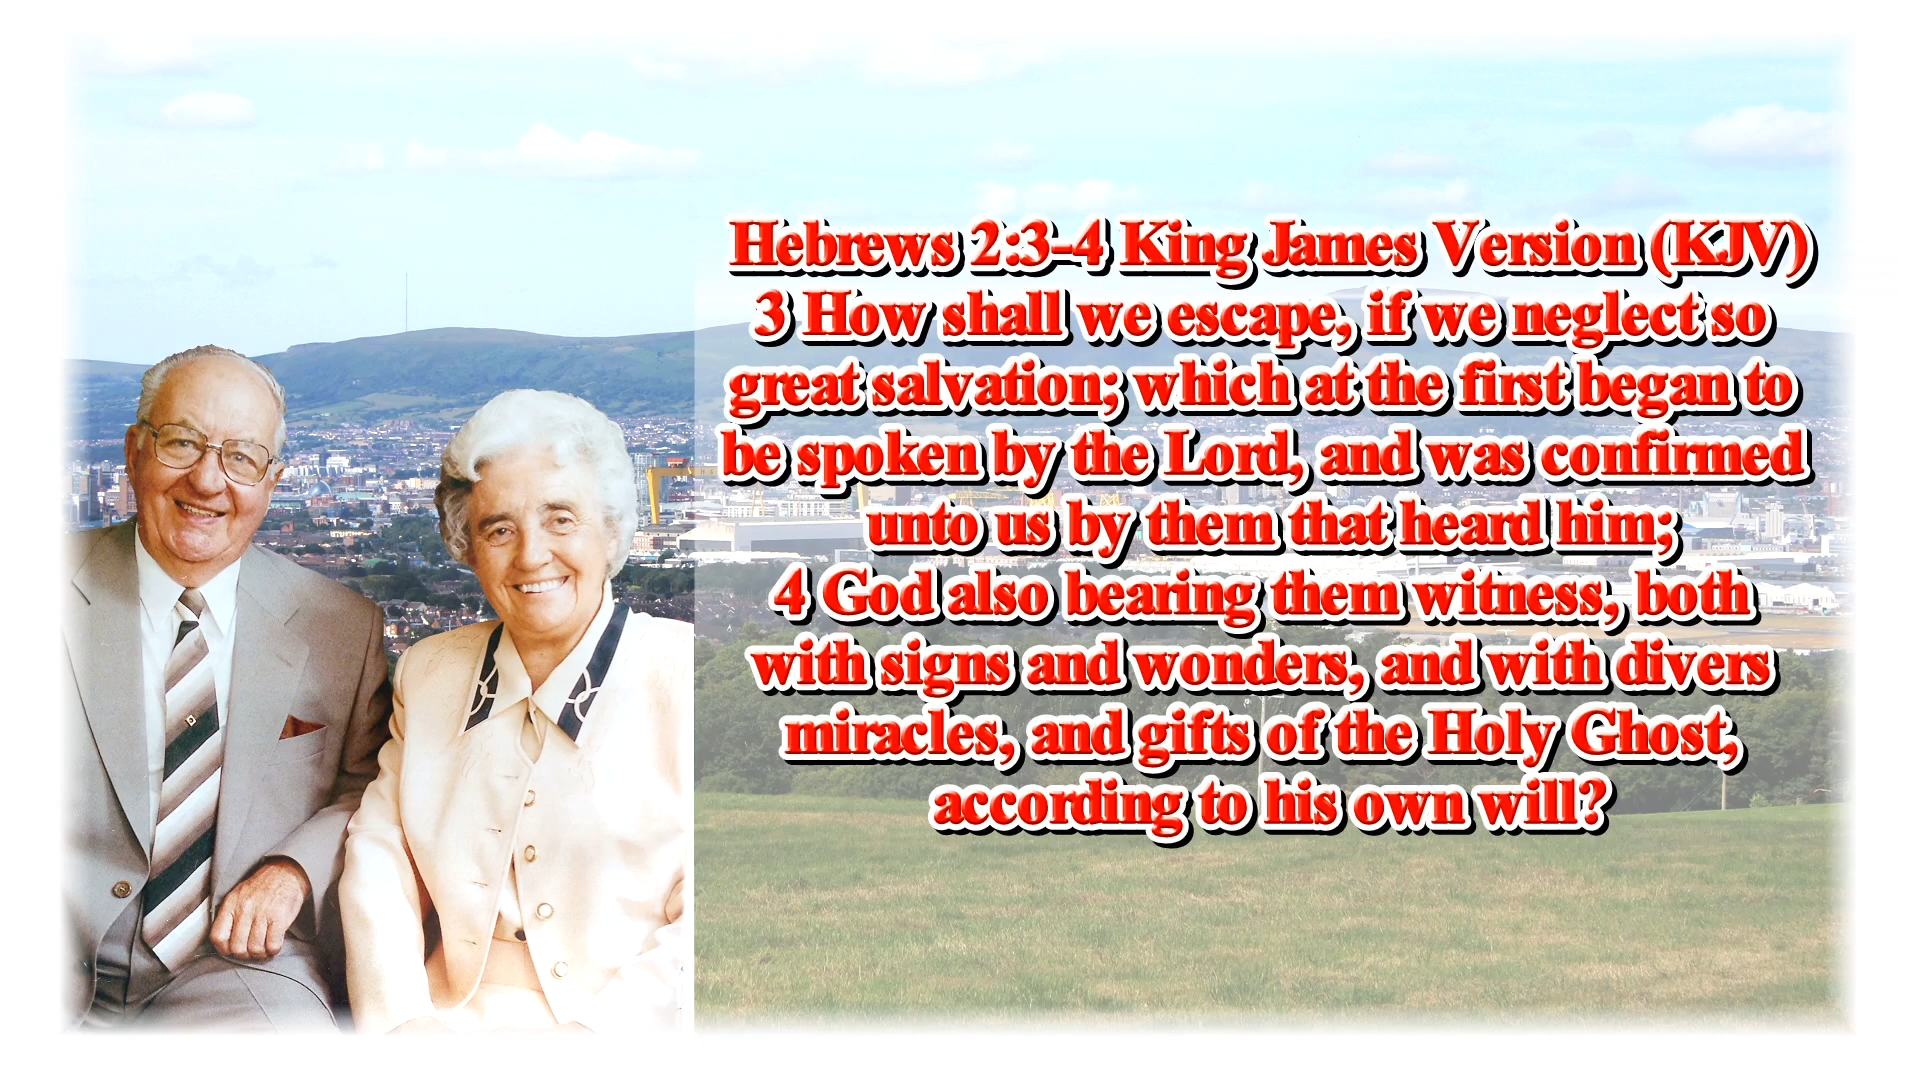 Hebrews 2:3-4 King James Version (KJV)
3 How shall we escape, if we neglect so
great salvation; which at the first began to
be spoken by the Lord, and was confirmed
unto us by them that heard him;
4 God also bearing them witness, both
with signs and wonders, and with divers
miracles, and gifts of the Holy Ghost,
according to his own will?